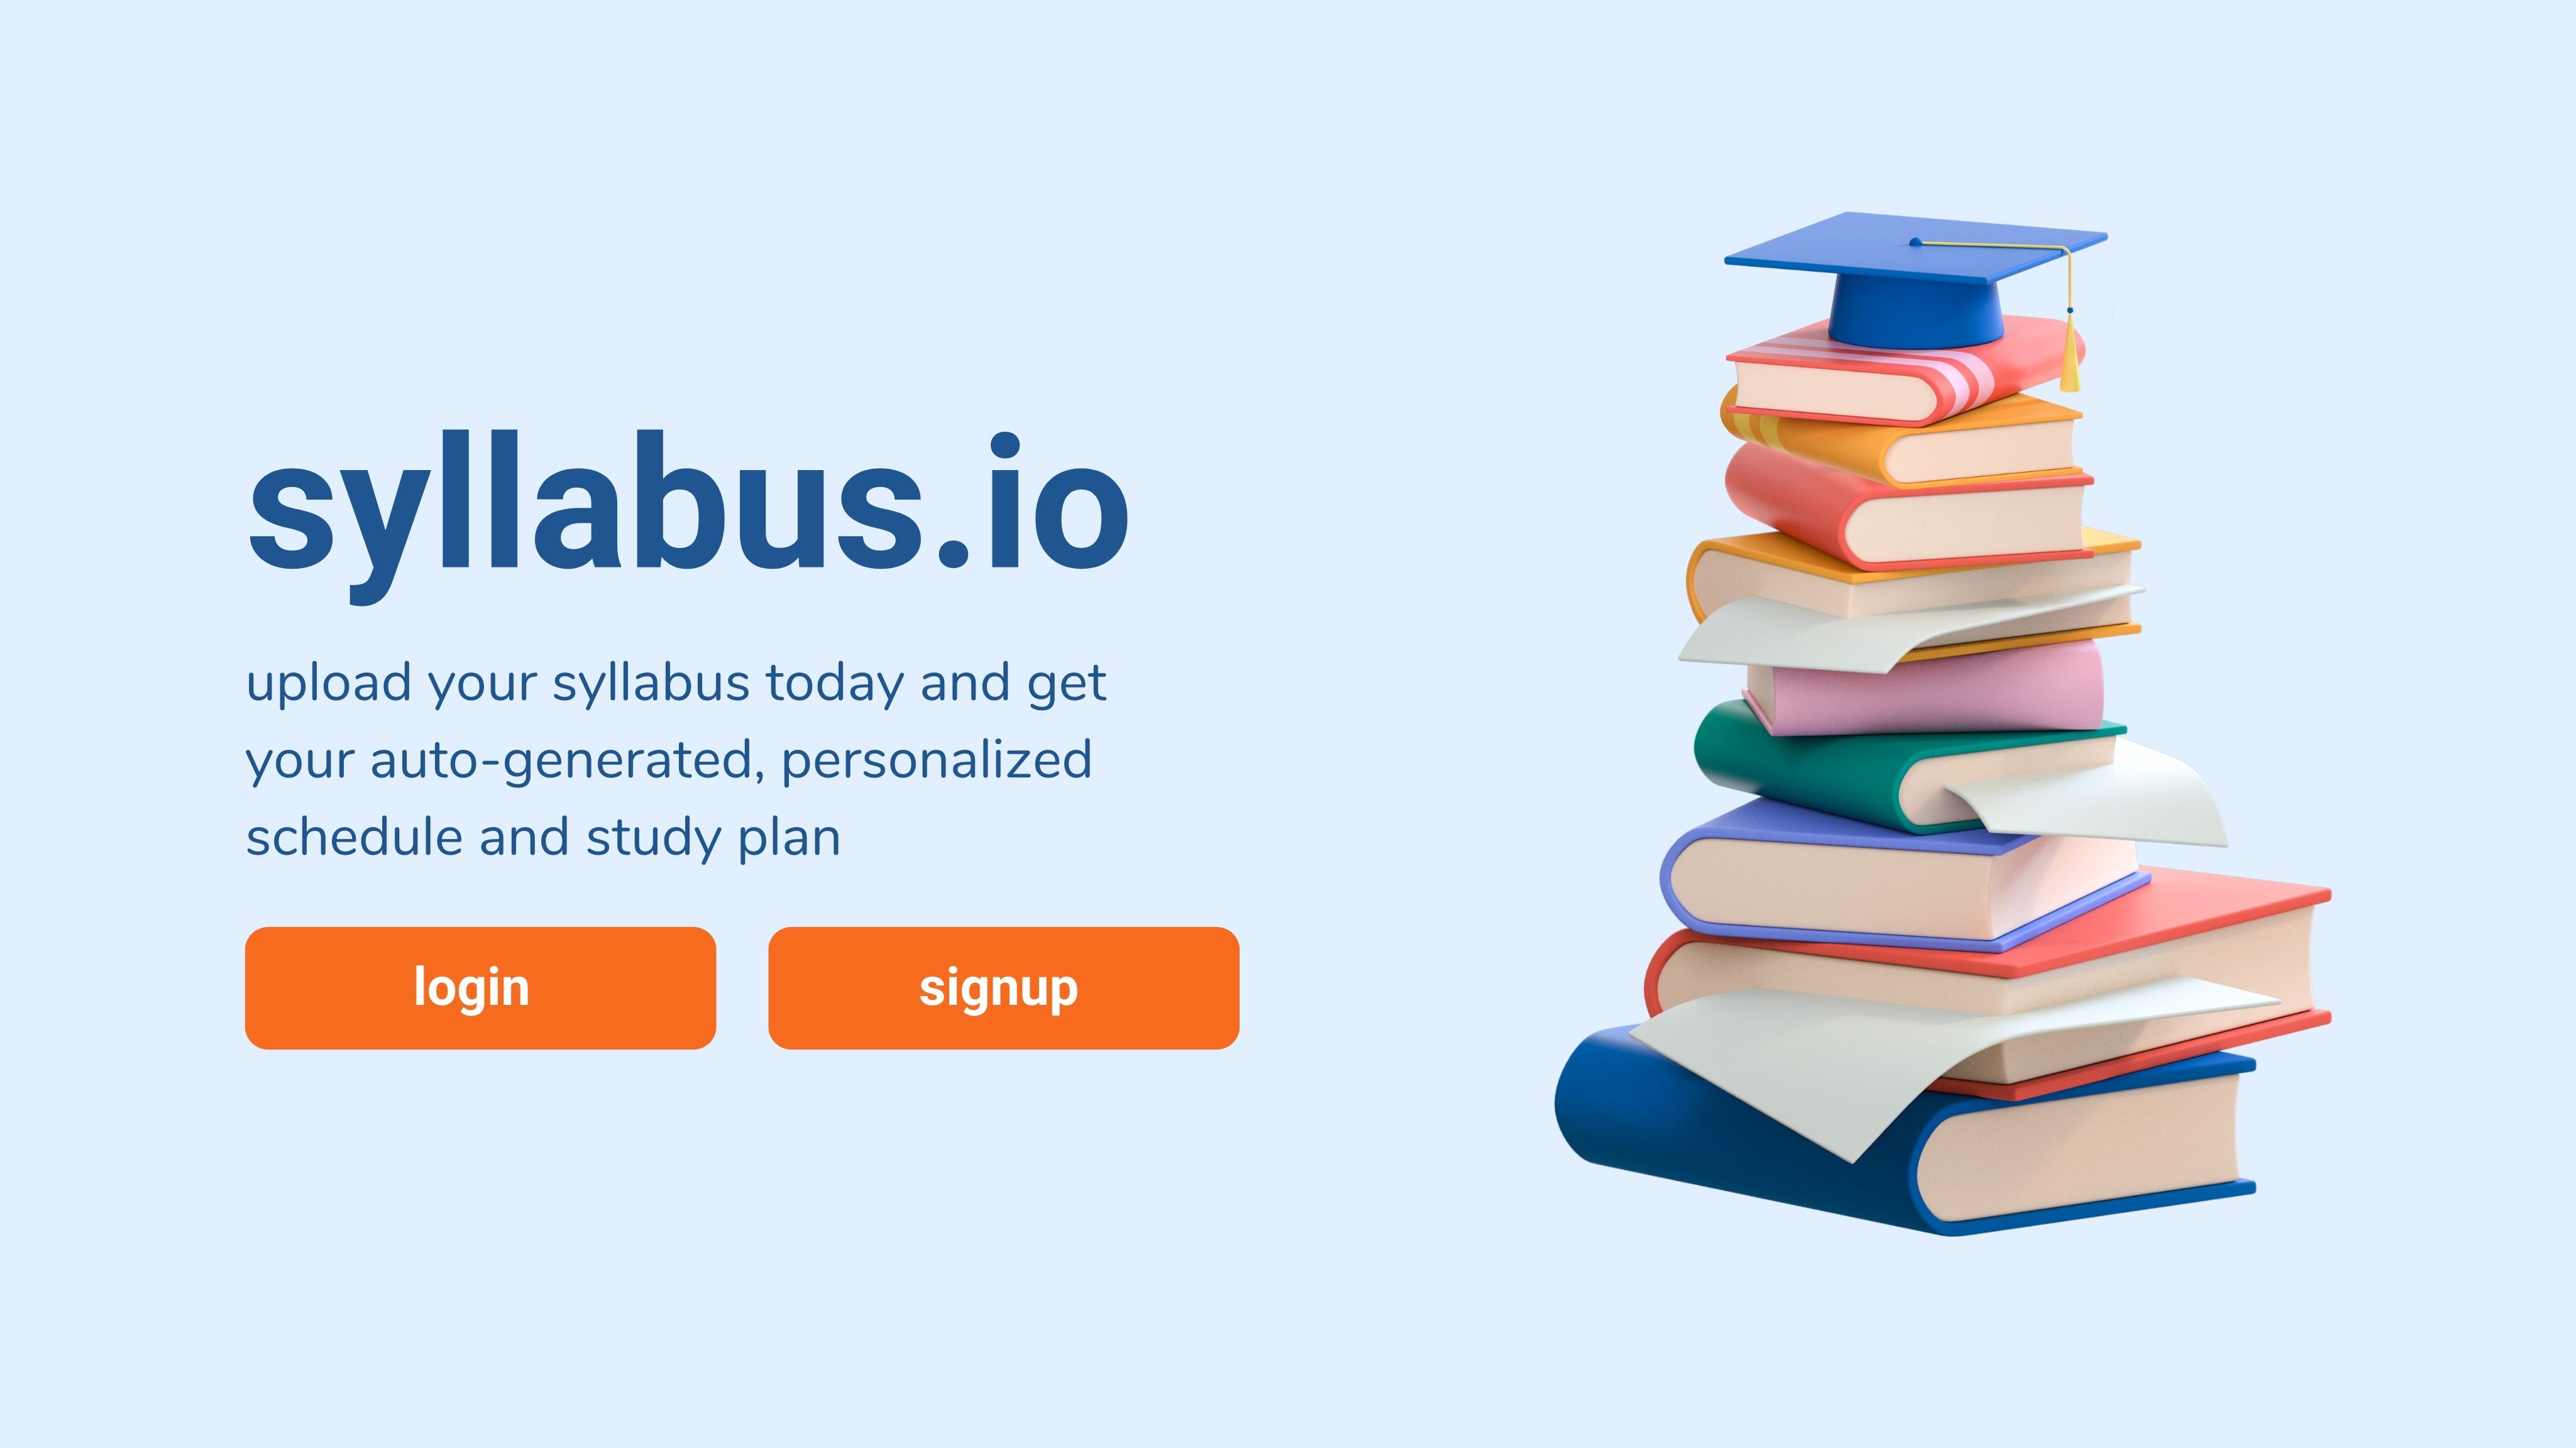 syllabus.io
upload your syllabus today and get
your auto-generated, personalized
schedule and study plan
login
signup